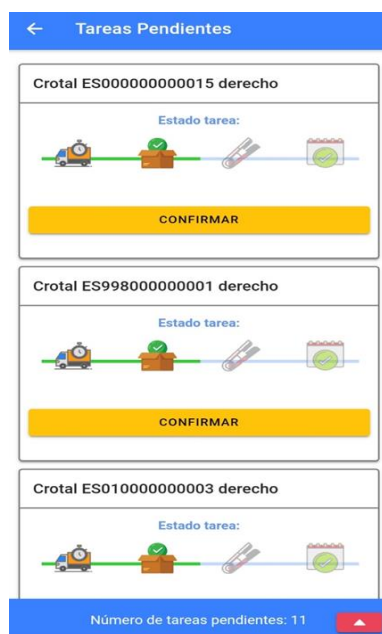 Tareas Pendientes
Crotal ES000000000015 derecho
Estado tarea:
CONFIRMAR
Crotal ES998000000001 derecho
Estado tarea:
CONFIRMAR
Crotal ES010000000003 derecho
Estado tarea:
Número de tareas pendientes: 11